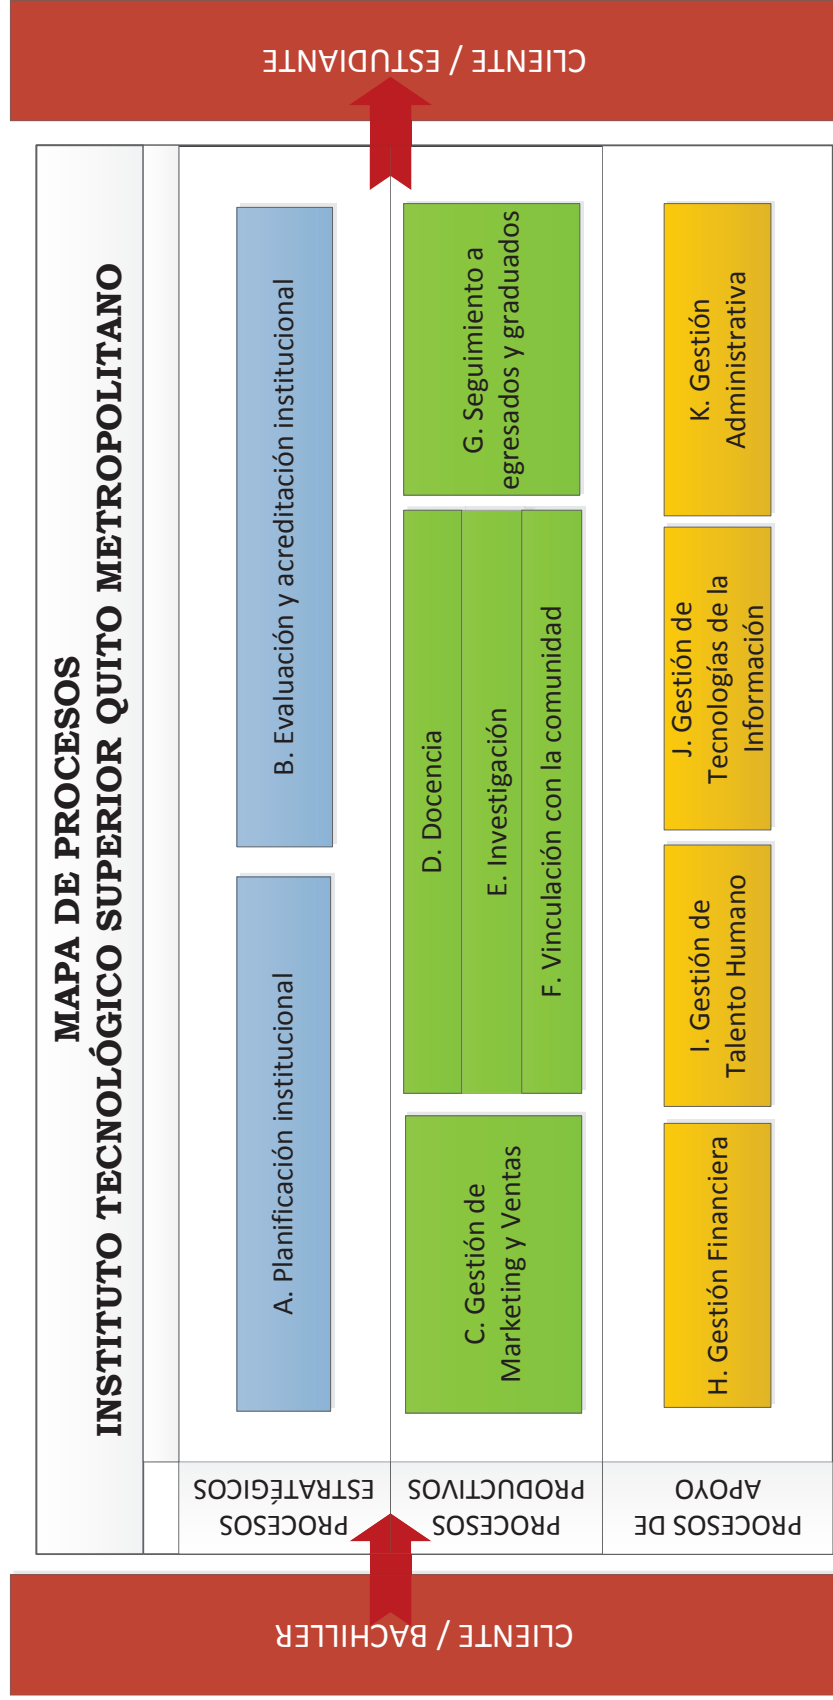 MAPA DE PROCESOS
INSTITUTO TECNOLÓGICO SUPERIOR QUITO METROPOLITANO
CLIENTE / BACHILLER
PROCESOS
ESTRATÉGICOS
A. Planificación institucional
B. Evaluación y acreditación institucional
PROCESOS
PRODUCTIVOS
C. Gestión de
Marketing y Ventas
D. Docencia
E. Investigación
F. Vinculación con la comunidad
G. Seguimiento a
egresados y graduados
PROCESOS DE
APOYO
H. Gestión Financiera
I. Gestión de
Talento Humano
J. Gestión de
Tecnologías de la
Información
K. Gestión
Administrativa
CLIENTE / ESTUDIANTE